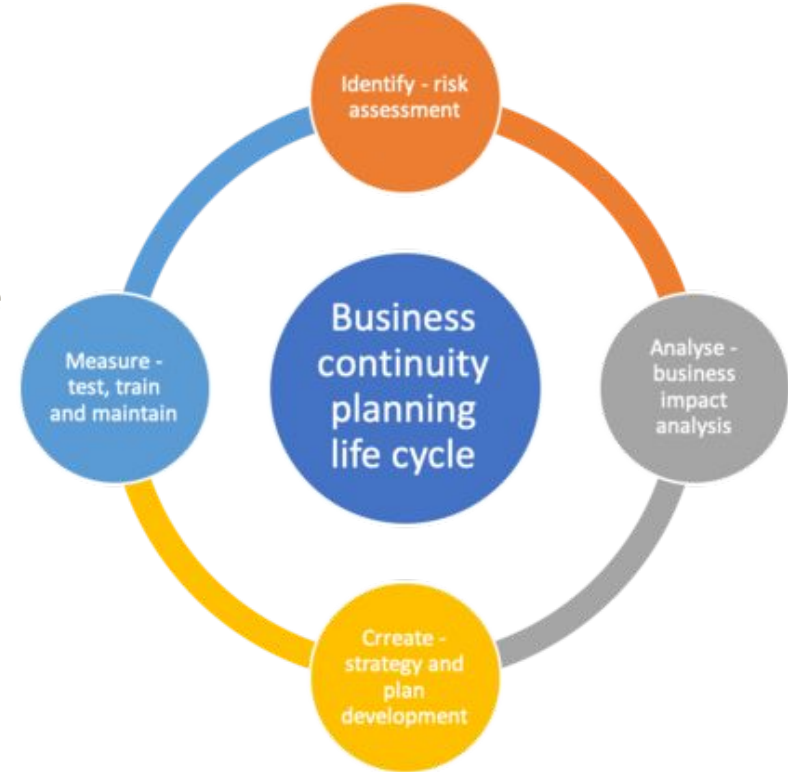 Identify - risk
assessment
Business
continuity
planning
life cycle
Analyse -
business
impact
analysis
Measure -
test, train
and maintain
Crreate -
strategy and
plan
development